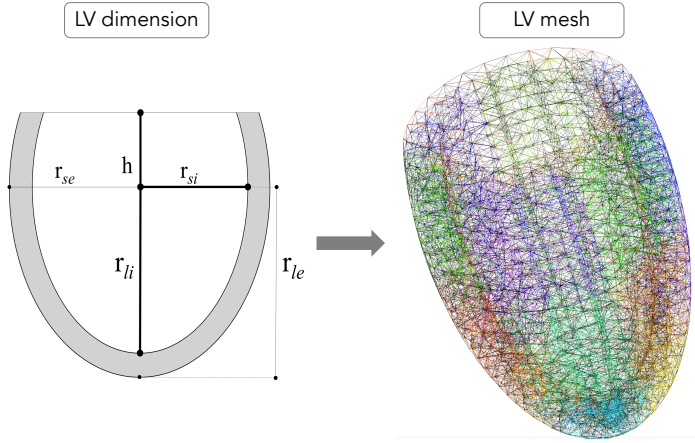 LV dimension
LV mesh
h
r_se
r_si
r_li
r_le